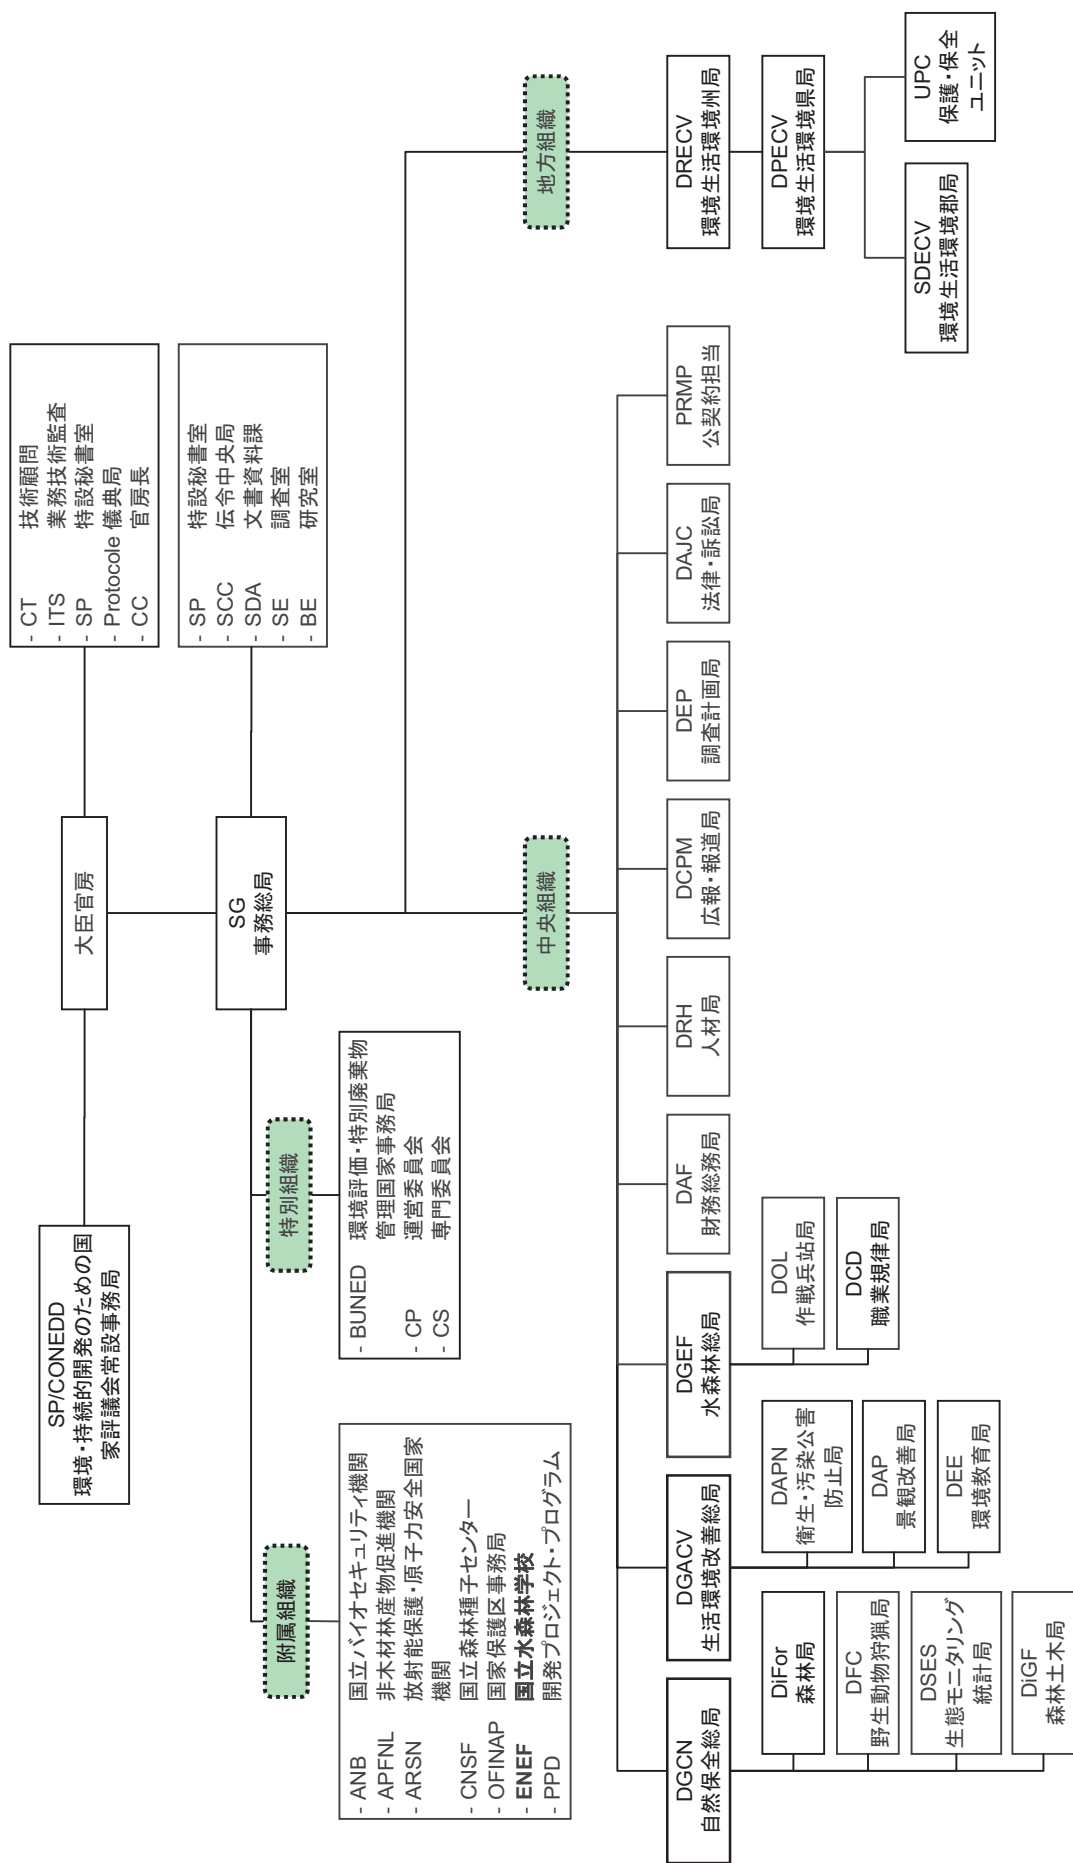 大臣官房
SP/CONEDD
環境・持続的開発のための国
家評議会常設事務局
- CT 技術顧問
- ITS 業務技術監査
- SP 特設秘書室
- Protocole 儀典局
- CC 官房長
SG
事務総局
- SP 特設秘書室
- SCC 伝令中央局
- SDA 文書資料課
- SE 調査室
- BE 研究室
附属組織
- ANB 国立バイオセキュリティ機関
- APFNL 非木材林産物促進機関
- ARSN 放射能保護・原子力安全国家
機関
- CNSF 国立森林種子センター
- OFINAP 国家保護区事務局
- ENEF 国立水森林学校
- PPD 開発プロジェクト・プログラム
特別組織
- BUNED 環境評価・特別廃棄物
管理国家事務局
- CP 運営委員会
- CS 専門委員会
中央組織
DGCN
自然保全総局
DiFor
森林局
DFC
野生動物狩猟局
DSES
生態モニタリング
統計局
DiGF
森林土木局
DGACV
生活環境改善総局
DAPN
衛生・汚染公害
防止局
DAP
景観改善局
DEE
環境教育局
DGEF
水森林総局
DOL
作戦兵站局
DCD
職業規律局
DAF
財務総務局
DRH
人材局
DCPM
広報・報道局
DEP
調査計画局
DAJC
法律・訴訟局
PRMP
公契約担当
地方組織
DRECV
環境生活環境州局
DPECV
環境生活環境県局
SDECV
環境生活環境郡局
UPC
保護・保全
ユニット